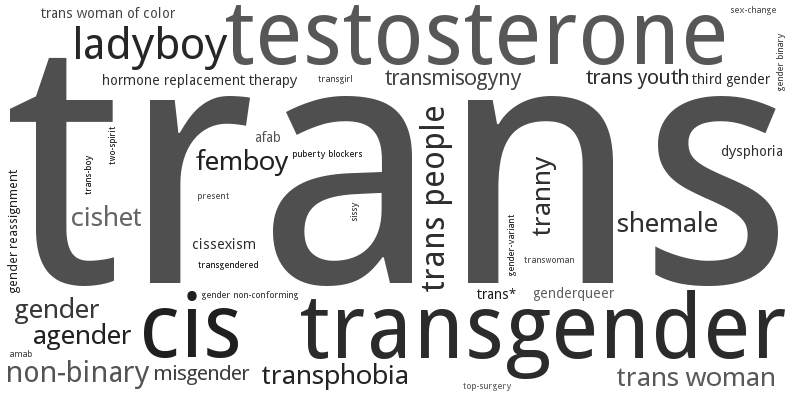 trans woman of color
testosterone
sex-change
ladyboy
hormone replacement therapy
transgirl
transmisogyny
trans youth
third gender
gender binary
trans
afab
two-spirit
trans-boy
femboy
puberty blockers
trans people
tranny
dysphoria
gender reassignment
cishet
present
sissy
shemale
cissexism
gender-variant
transgendered
transwoman
gender non-conforming
trans*
genderqueer
gender
agender
cis
transgender
amab
non-binary
misgender
transphobia
top-surgery
trans woman